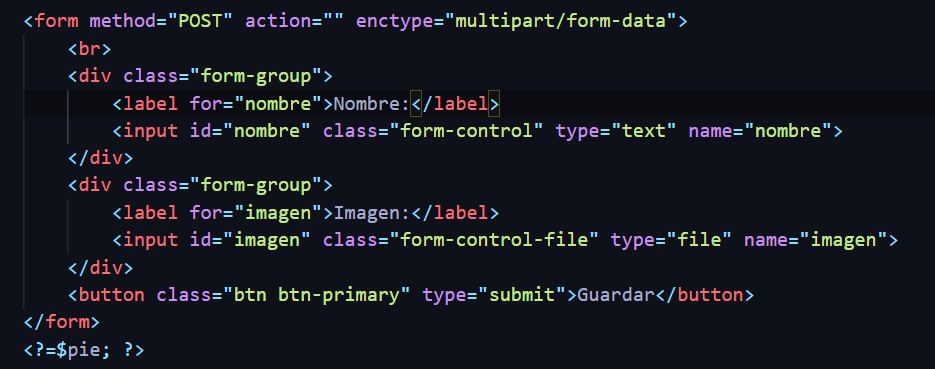 <form method="POST" action="" enctype="multipart/form-data">
    <br>
    <div class="form-group">
        <label for="nombre">Nombre:</label>
        <input id="nombre" class="form-control" type="text" name="nombre">
    </div>
    <div class="form-group">
        <label for="imagen">Imagen:</label>
        <input id="imagen" class="form-control-file" type="file" name="imagen">
    </div>
    <button class="btn btn-primary" type="submit">Guardar</button>
</form>
<?=$pie; ?>